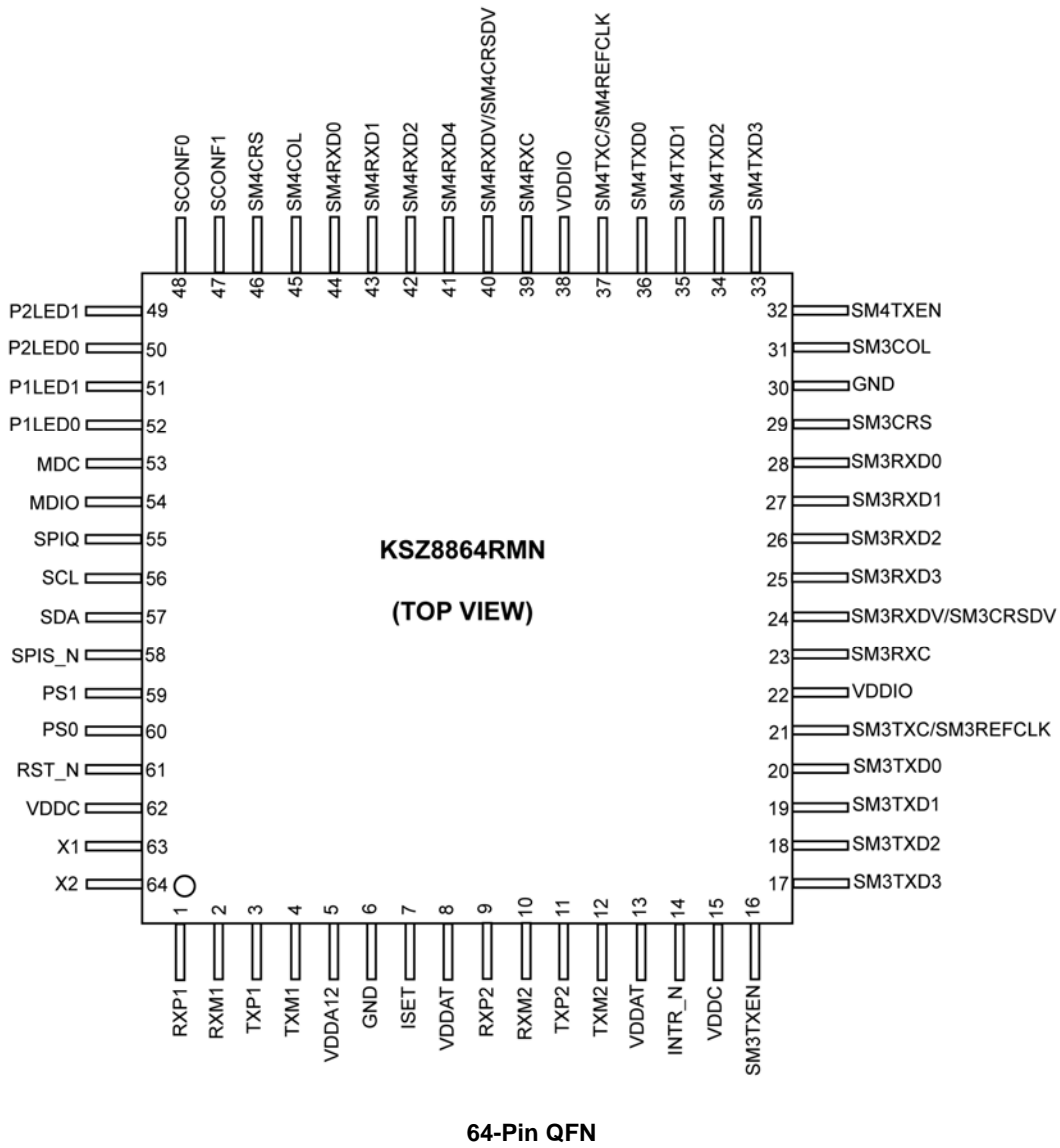 SCONF0
SCONF1
SM4CRS
SM4COL
SM4RXD0
SM4RXD1
SM4RXD2
SM4RXD4
SM4RXDV/SM4CRSDV
SM4RXC
VDDIO
SM4TXC/SM4REFCLK
SM4TXD0
SM4TXD1
SM4TXD2
SM4TXD3
48
47
46
45
44
43
42
41
40
39
38
37
36
35
34
33
P2LED1 49
P2LED0 50
P1LED1 51
P1LED0 52
MDC 53
MDIO 54
SPIQ 55
SCL 56
SDA 57
SPIS_N 58
PS1 59
PS0 60
RST_N 61
VDDC 62
X1 63
X2 64
KSZ8864RMN
(TOP VIEW)
32 SM4TXEN
31 SM3COL
30 GND
29 SM3CRS
28 SM3RXD0
27 SM3RXD1
26 SM3RXD2
25 SM3RXD3
24 SM3RXDV/SM3CRSDV
23 SM3RXC
22 VDDIO
21 SM3TXC/SM3REFCLK
20 SM3TXD0
19 SM3TXD1
18 SM3TXD2
17 SM3TXD3
1
2
3
4
5
6
7
8
9
10
11
12
13
14
15
16
RXP1
RXM1
TXP1
TXM1
VDDA12
GND
ISET
VDDAT
RXP2
RXM2
TXP2
TXM2
VDDAT
INTR_N
VDDC
SM3TXEN
64-Pin QFN